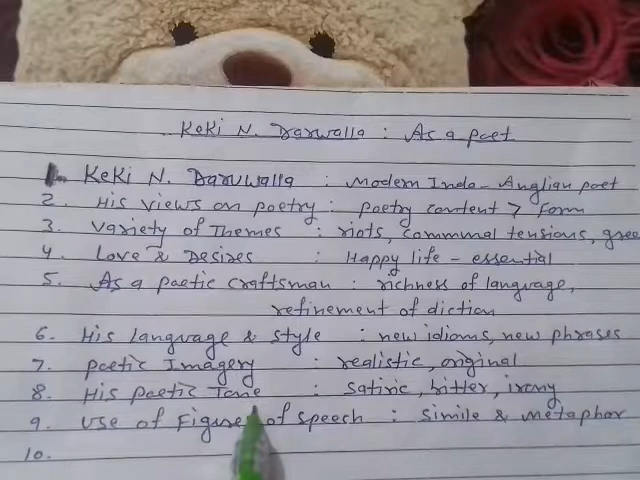 Keki N. Darwalla : As a poet
1. Keki N. Daruwalla : Modern Indo-Anglian poet
2. His views on poetry : poetry content > form
3. Variety of Themes : riots, communal tensions, gree
4. Love & Desires : Happy life - essential
5. As a poetic craftsman : richness of language,
refinement of diction
6. His language & style : new idioms, new phrases
7. Poetic Imagery : realistic, original
8. His Poetic Tone : satiric, bitter, irony
9. Use of Figures of speech : simile & metaphor
10.